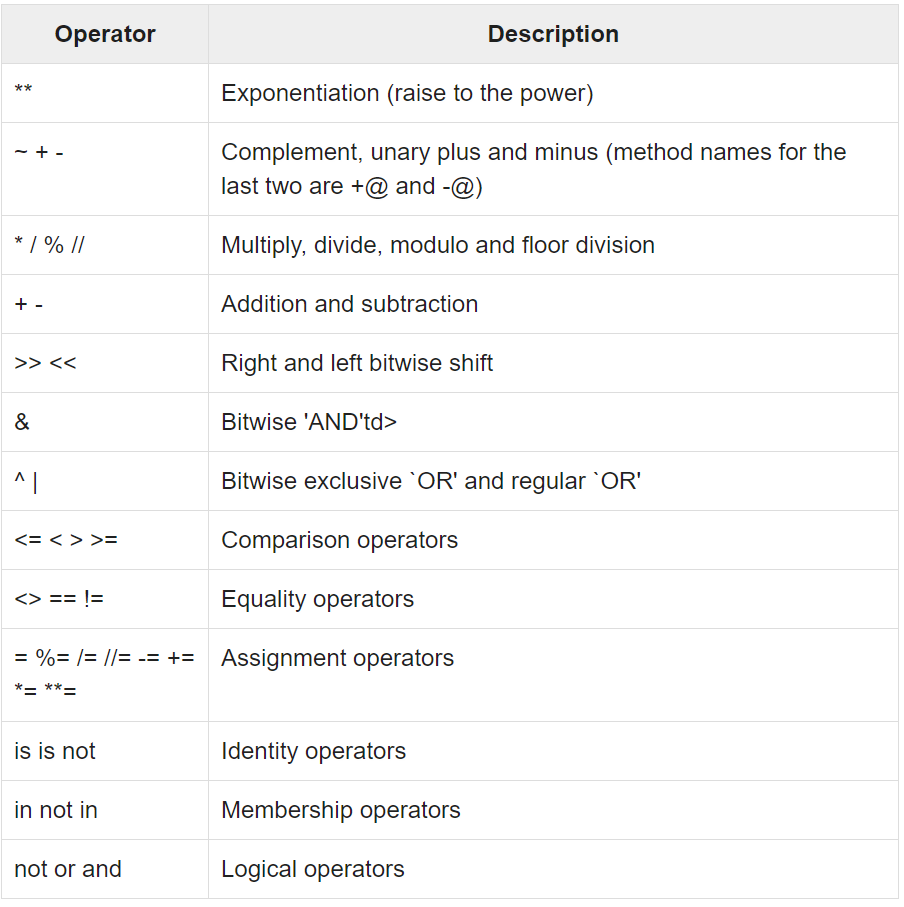 Operator Description
** Exponentiation (raise to the power)
~ + - Complement, unary plus and minus (method names for the
last two are +@ and -@)
* / % // Multiply, divide, modulo and floor division
+ - Addition and subtraction
>> << Right and left bitwise shift
& Bitwise 'AND'td>
^ | Bitwise exclusive `OR' and regular `OR'
<= < > >= Comparison operators
<> == != Equality operators
= %= /= //= -= += Assignment operators
*= **=
is is not Identity operators
in not in Membership operators
not or and Logical operators